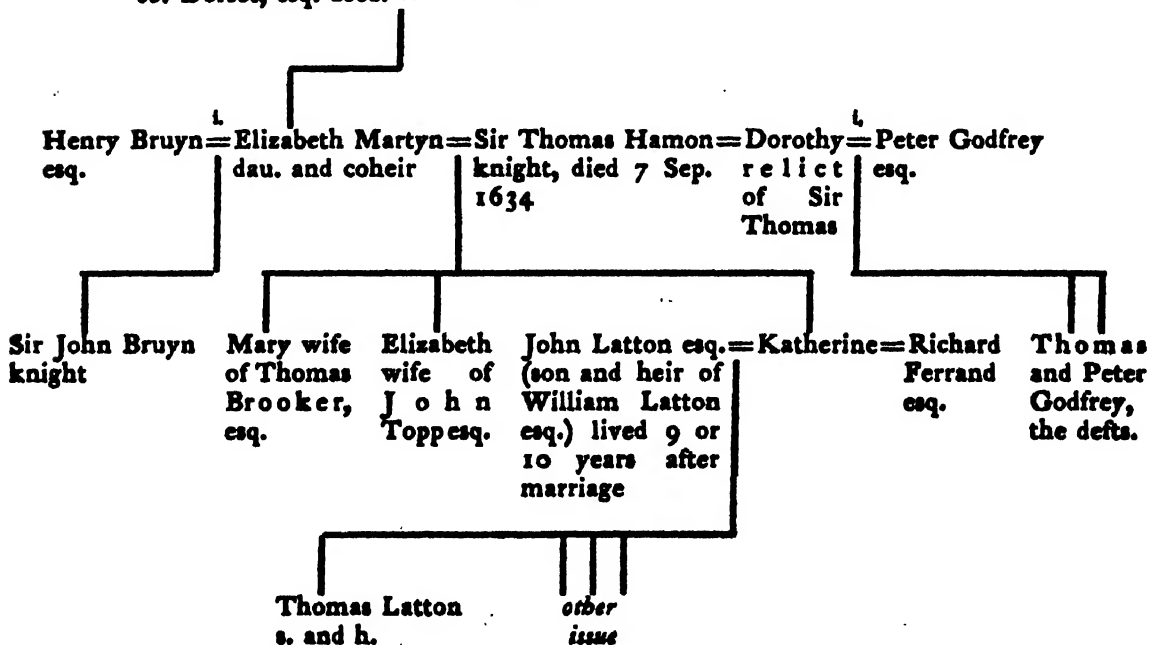 i. i,
Henry Bruyn=Elizabeth Martyn=Sir Thomas Hamon=Dorothy=Peter Godfrey
esq. dau. and coheir knight, died 7 Sep. relict esq.
1634 of Sir
Thomas
Sir John Bruyn
knight
Mary wife
of Thomas
Brooker,
esq.
Elizabeth
wife of
John
Topp esq.
John Latton esq.=Katherine=Richard
(son and heir of
William Latton
esq.) lived 9 or
10 years after
marriage
Ferrand
esq.
Thomas
and Peter
Godfrey,
the defts.
Thomas Latton
s. and h.
other
issue